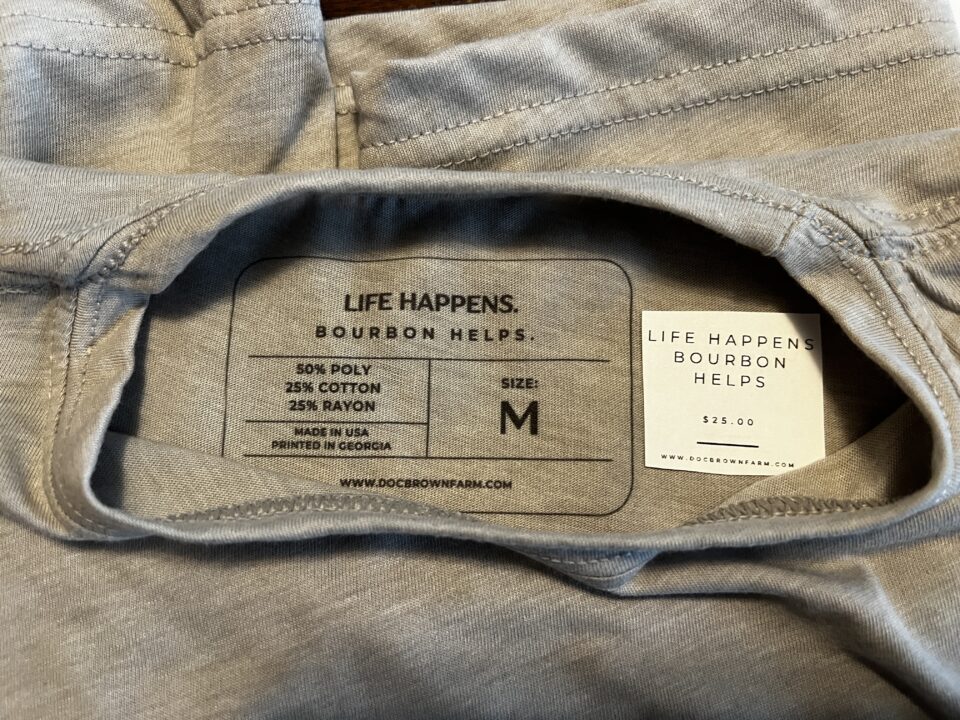 LIFE HAPPENS.
BOURBON HELPS.
50% POLY
25% COTTON
25% RAYON
MADE IN USA
PRINTED IN GEORGIA
SIZE:
M
WWW.DOCBROWNFARM.COM
LIFE HAPPENS
BOURBON
HELPS
$25.00
WWW.DOCBROWNFARM.COM